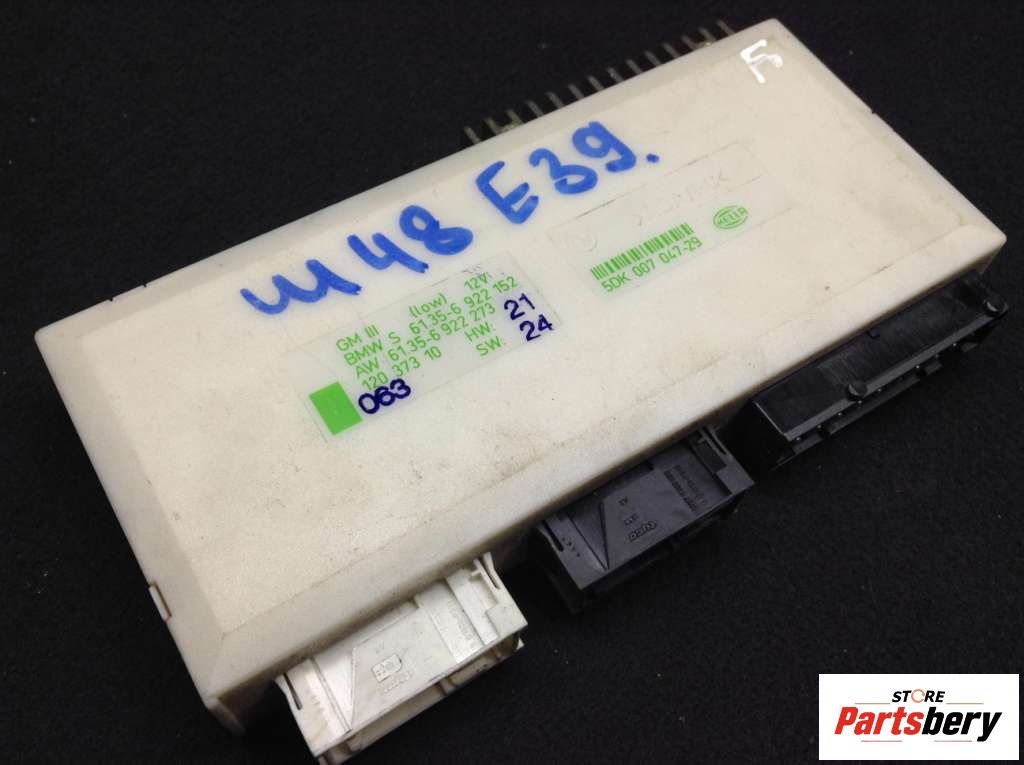 F
ш 48 E39.
GM III (low) 12V
BMW S 61.35-6 922 152
AW 61.35-6 922 273
120 373 10 HW: 21
SW: 24
063
HELLA
5DK 007 047-29
STORE
Partsbery